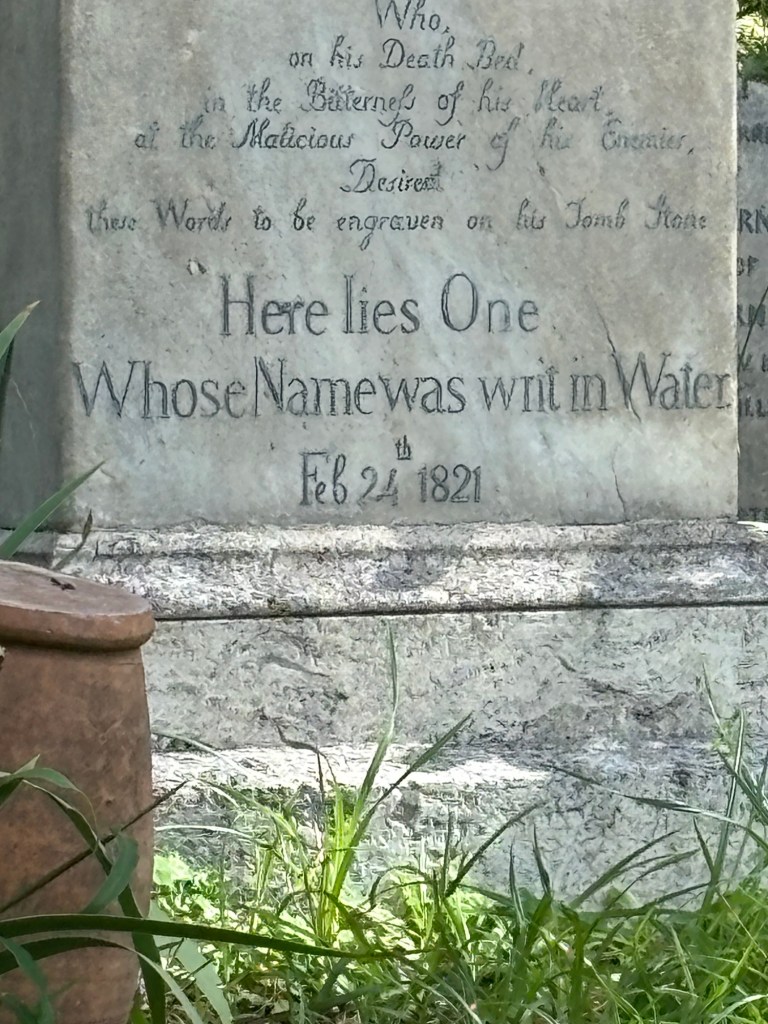 Who,
on his Death Bed,
in the Bitterness of his Heart,
at the Malicious Power of his Enemies,
Desired
these Words to be engraven on his Tomb Stone
Here lies One
Whose Name was writ in Water.
Feb 24th 1821
OF